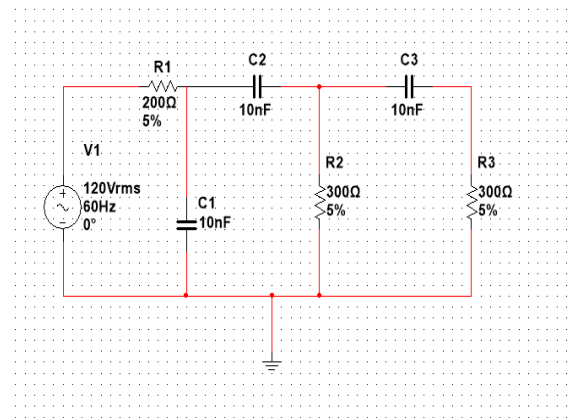 R1
200Ω
5%
C2
10nF
C3
10nF
V1
120Vrms
60Hz
0°
C1
10nF
R2
300Ω
5%
R3
300Ω
5%